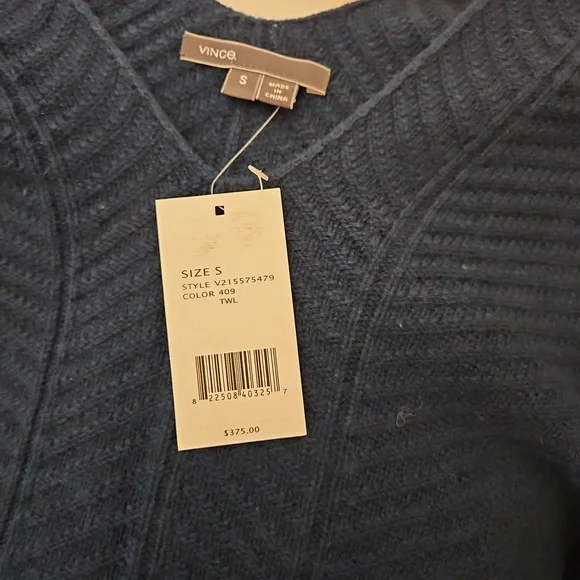 VINCE.
S
MADE
IN
CHINA
SIZE S
STYLE V215575479
COLOR 409
TWL
8 22508 40325 7
$375.00